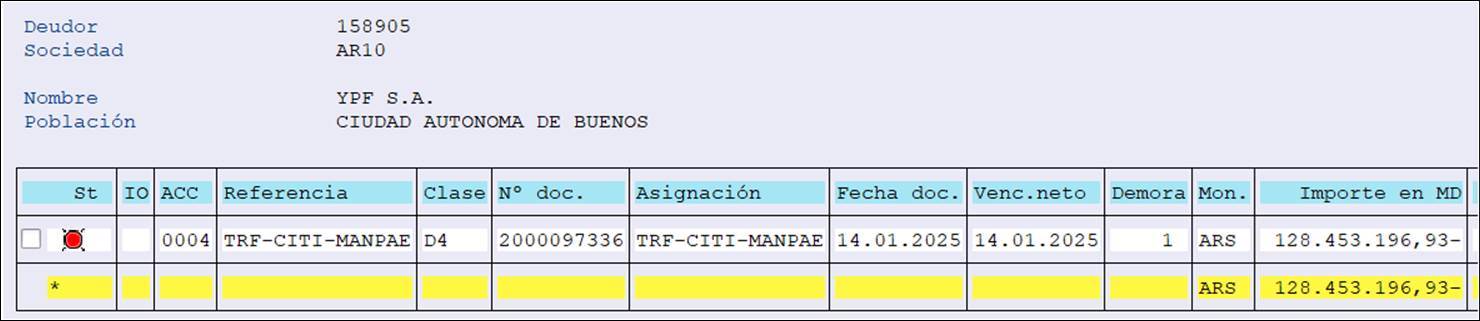 Deudor 158905
Sociedad AR10
Nombre YPF S.A.
Población CIUDAD AUTONOMA DE BUENOS
St IO ACC Referencia Clase Nº doc. Asignación Fecha doc. Venc.neto Demora Mon. Importe en MD
0004 TRF-CITI-MANPAE D4 2000097336 TRF-CITI-MANPAE 14.01.2025 14.01.2025 1 ARS 128.453.196,93-
* ARS 128.453.196,93-